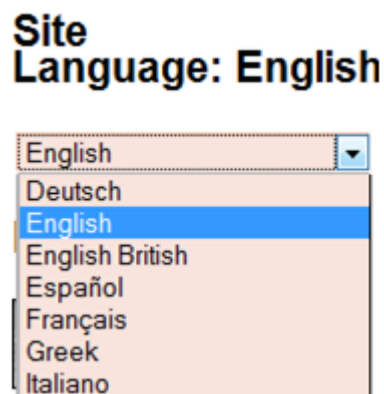 Site
Language: English
English
Deutsch
English
English British
Español
Français
Greek
Italiano